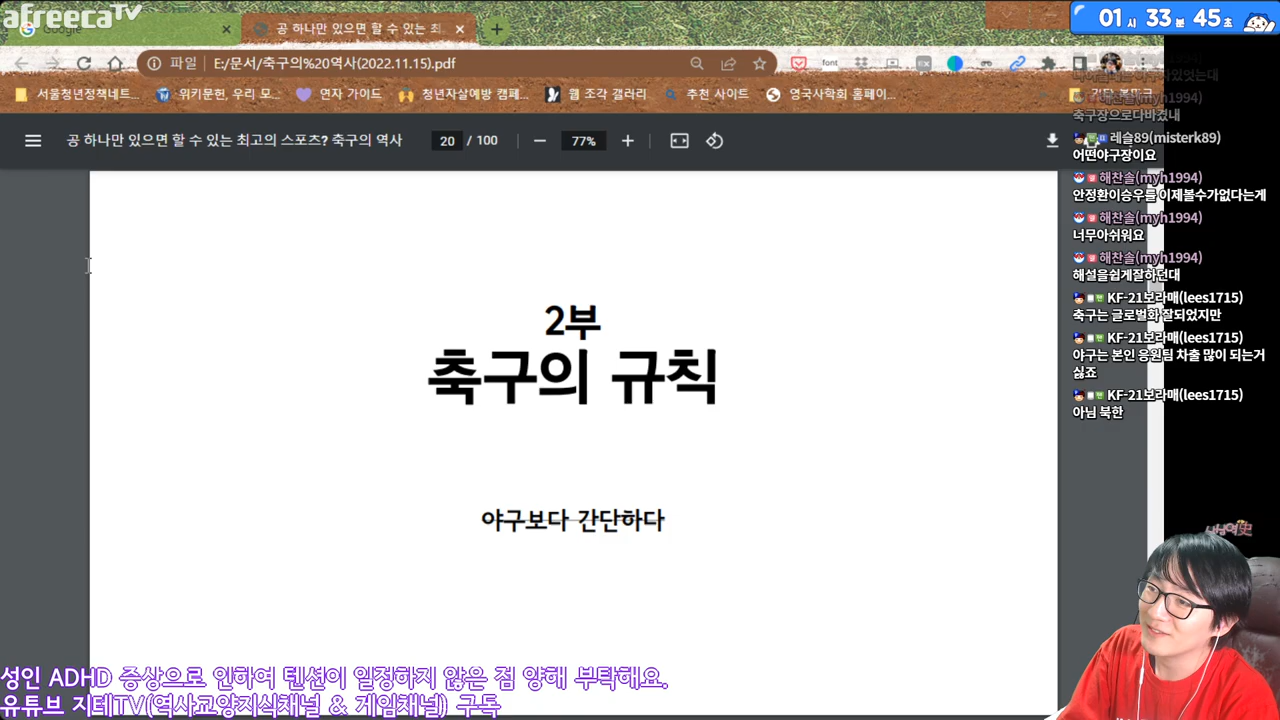 afreecaTV
Google
공 하나만 있으면 할 수 있는 최
01시 33분 45초
파일 E:/문서/축구의%20역사(2022.11.15).pdf
서울청년정책네트... 위키문헌, 우리 모... 연자 가이드 청년자살예방 캠페... 웹 조각 갤러리 추천 사이트 영국사학회 홈페이...
공 하나만 있으면 할 수 있는 최고의 스포츠? 축구의 역사 20 / 100 77%
2부
축구의 규칙
야구보다 간단하다
해찬솔(myh1994)
축구장으로다바꼈내
레슬89(misterk89)
어떤야구장이요
해찬솔(myh1994)
안정환이승우를 이제볼수가없다는게
해찬솔(myh1994)
너무아쉬워요
해찬솔(myh1994)
해설을쉽게잘하던대
KF-21보라매(lees1715)
축구는 글로벌화 잘되었지만
KF-21보라매(lees1715)
야구는 본인 응원팀 차출 많이 되는거
싫죠
KF-21보라매(lees1715)
아님 북한
성인 ADHD 증상으로 인하여 텐션이 일정하지 않은 점 양해 부탁해요.
유튜브 지테TV(역사교양지식채널 & 게임채널) 구독